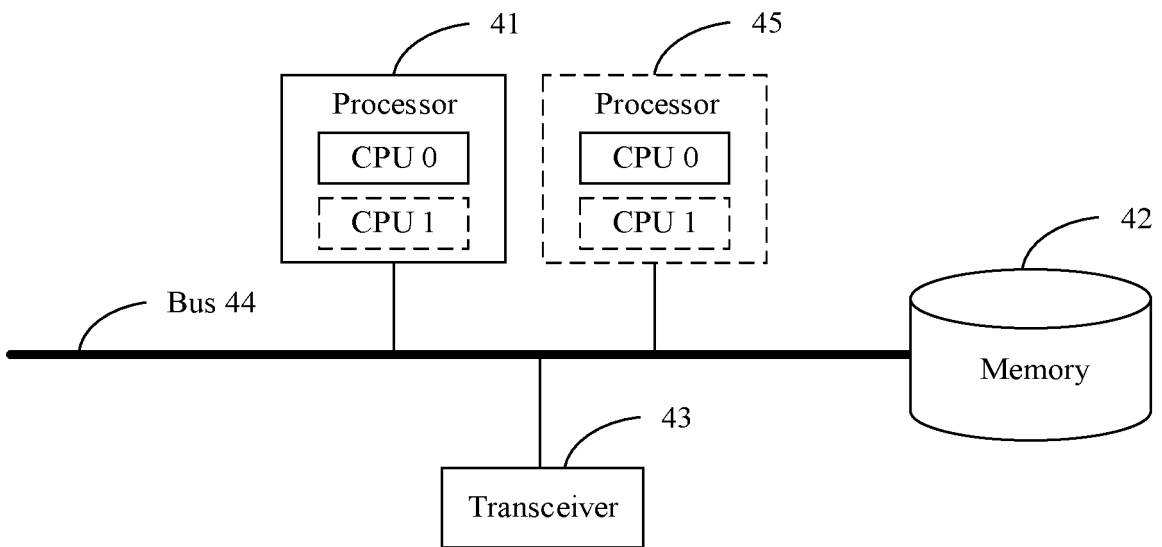 41
45
Processor
CPU 0
CPU 1
Processor
CPU 0
CPU 1
42
Bus 44
Memory
43
Transceiver